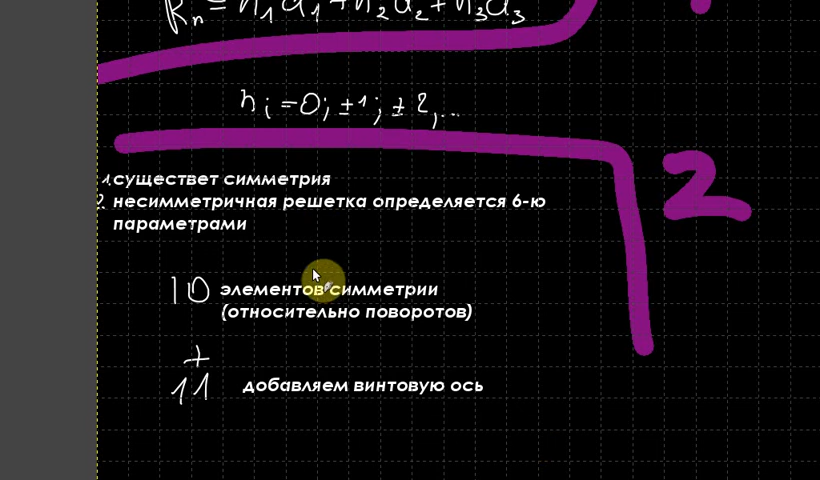 Rn = n1a1+n2a2+n3a3
ni = 0; ±1; ±2,...
1. существет симметрия
2. несимметричная решетка определяется 6-ю
параметрами
2
10 элементов симметрии
(относительно поворотов)
+
11 добавляем винтовую ось